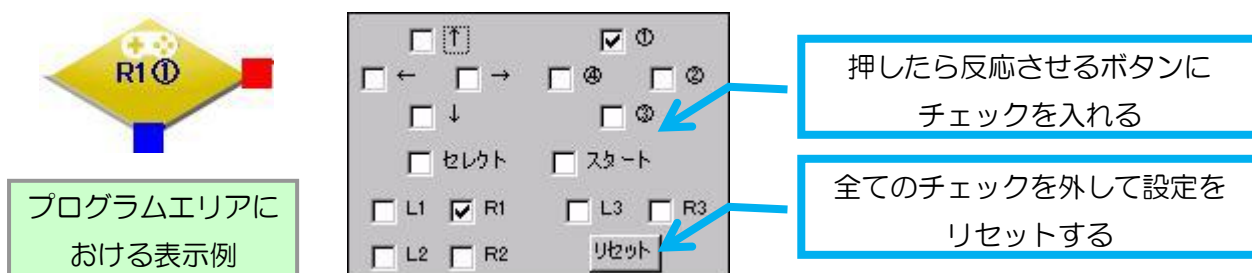 R1①
プログラムエリアに
おける表示例
↑ ①
← → ④ ②
↓ ③
セレクト スタート
L1 R1 L3 R3
L2 R2 リセット
押したら反応させるボタンに
チェックを入れる
全てのチェックを外して設定を
リセットする